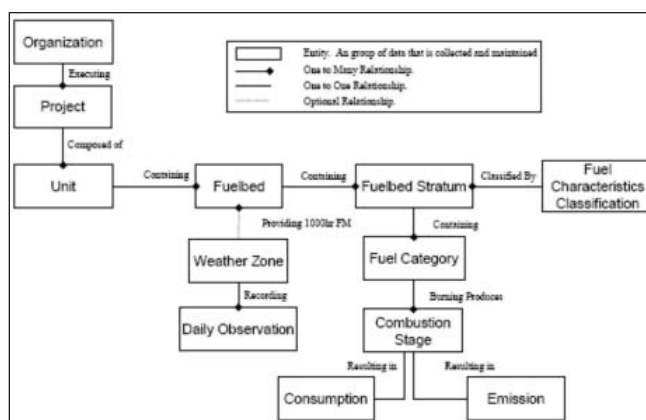 Organization
Entity. An group of data that is collected and maintained
One to Many Relationship.
One to One Relationship.
Optional Relationship.
Executing
Project
Composed of
Unit
Containing
Fuelbed
Containing
Fuelbed Stratum
Classified By
Fuel
Characteristics
Classification
Providing 1000hr FM
Containing
Weather Zone
Fuel Category
Recording
Burning Produces
Daily Observation
Combustion
Stage
Resulting in
Resulting in
Consumption
Emission